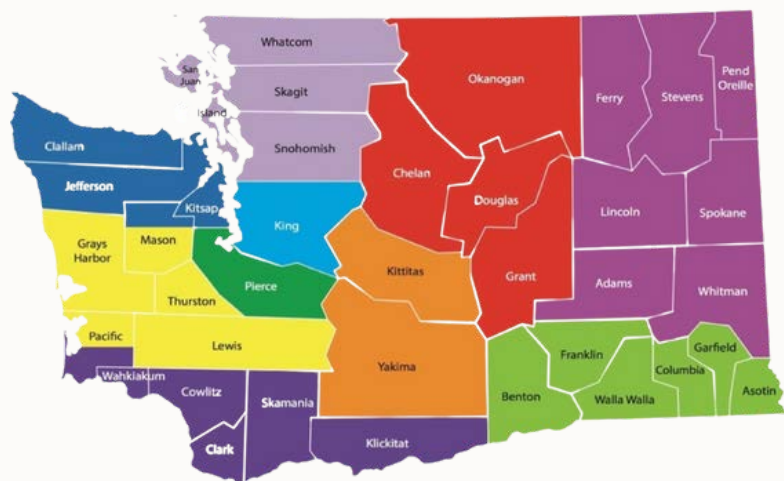 Whatcom
San
Juan
Skagit
Island
Snohomish
Okanogan
Ferry
Stevens
Pend
Oreille
Clallam
Jefferson
Kitsap
Chelan
Douglas
Lincoln
Spokane
King
Grays
Harbor
Mason
Kittitas
Grant
Adams
Whitman
Pierce
Thurston
Pacific
Lewis
Yakima
Benton
Franklin
Walla Walla
Columbia
Garfield
Asotin
Wahkiakum
Cowlitz
Skamania
Clark
Klickitat